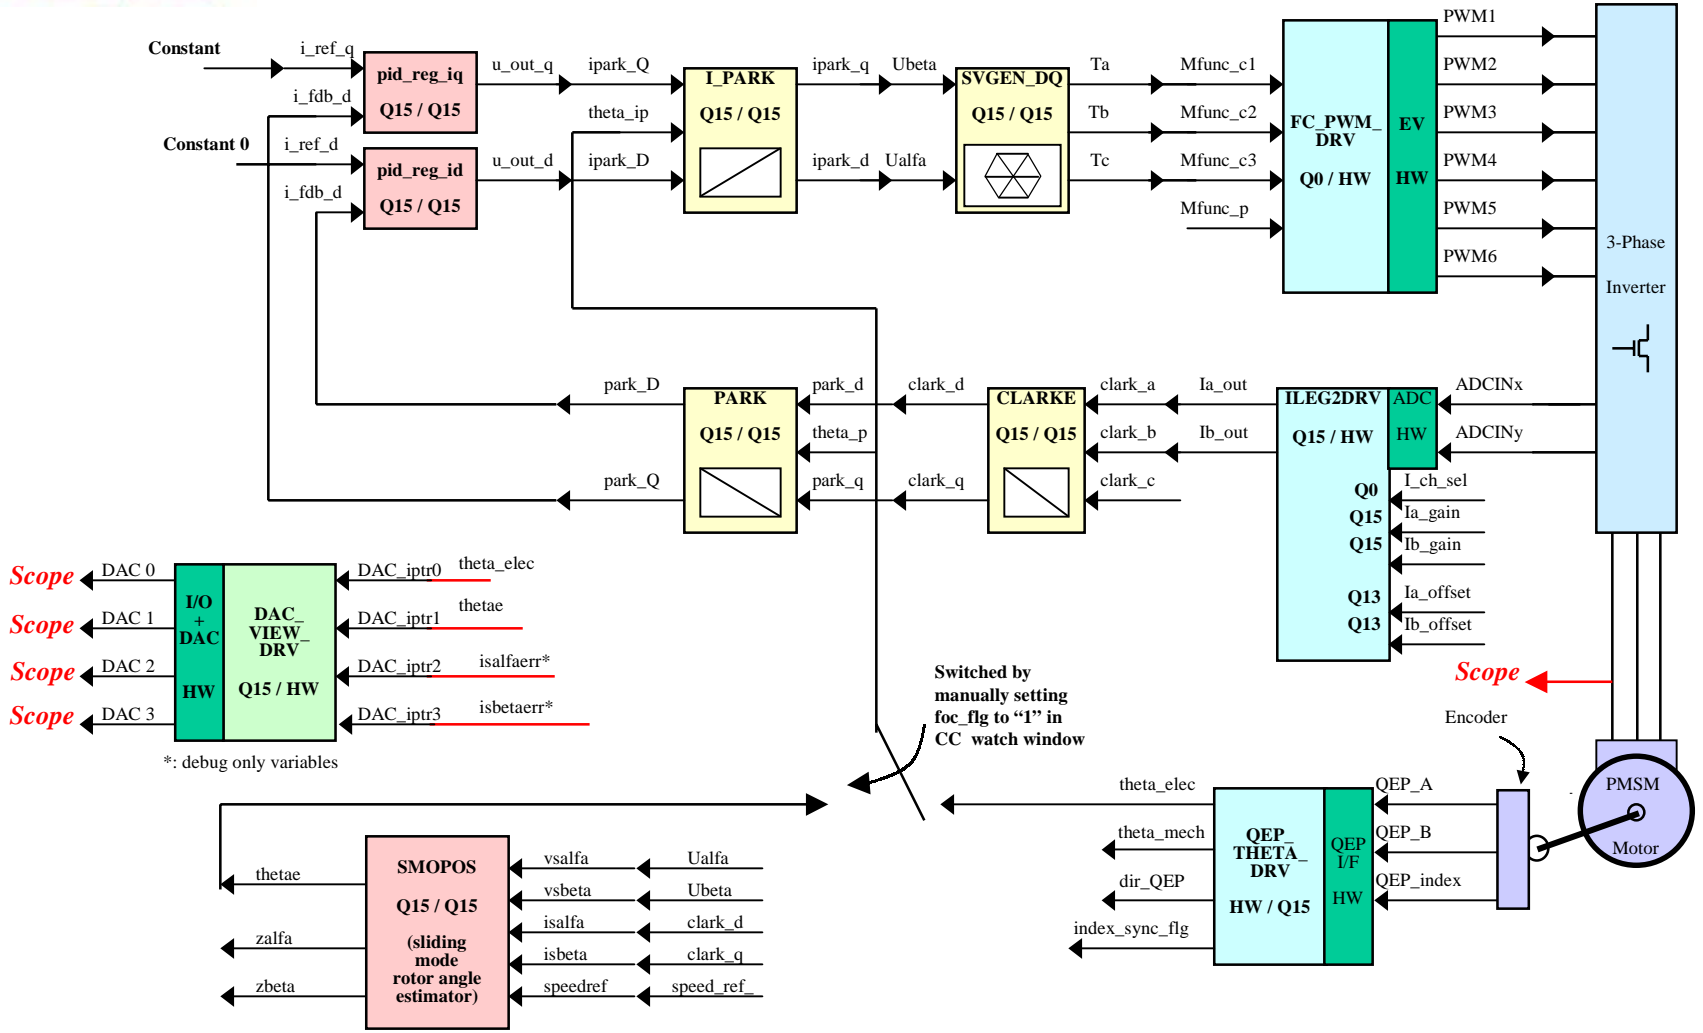 Constant
i_ref_q
pid_reg_iq
Q15 / Q15
i_fdb_d
u_out_q
ipark_Q
I_PARK
Q15 / Q15
ipark_q
Ubeta
SVGEN_DQ
Q15 / Q15
Ta
Mfunc_c1
FC_PWM_
DRV
Q0 / HW
EV
HW
PWM1
PWM2
PWM3
PWM4
PWM5
PWM6
3-Phase
Inverter
Constant 0
i_ref_d
pid_reg_id
Q15 / Q15
i_fdb_d
u_out_d
theta_ip
ipark_D
ipark_d
Ualfa
Tb
Mfunc_c2
Tc
Mfunc_c3
Mfunc_p
park_D
PARK
Q15 / Q15
park_d
clark_d
CLARKE
Q15 / Q15
clark_a
Ia_out
ILEG2DRV
Q15 / HW
ADC
HW
ADCINx
ADCINy
theta_p
clark_b
Ib_out
park_Q
park_q
clark_q
clark_c
Q0
I_ch_sel
Q15
Ia_gain
Q15
Ib_gain
Q13
Ia_offset
Q13
Ib_offset
Scope
DAC 0
Scope
DAC 1
Scope
DAC 2
Scope
DAC 3
I/O
+
DAC
HW
DAC_
VIEW_
DRV
Q15 / HW
DAC_iptr0
theta_elec
DAC_iptr1
thetae
DAC_iptr2
isalfaerr*
DAC_iptr3
isbetaerr*
*: debug only variables
Switched by
manually setting
foc_flg to “1” in
CC watch window
Scope
Encoder
PMSM
Motor
theta_elec
theta_mech
dir_QEP
index_sync_flg
QEP_
THETA_
DRV
HW / Q15
QEP
I/F
HW
QEP_A
QEP_B
QEP_index
thetae
zalfa
zbeta
SMOPOS
Q15 / Q15
(sliding
mode
rotor angle
estimator)
vsalfa
Ualfa
vsbeta
Ubeta
isalfa
clark_d
isbeta
clark_q
speedref
speed_ref_